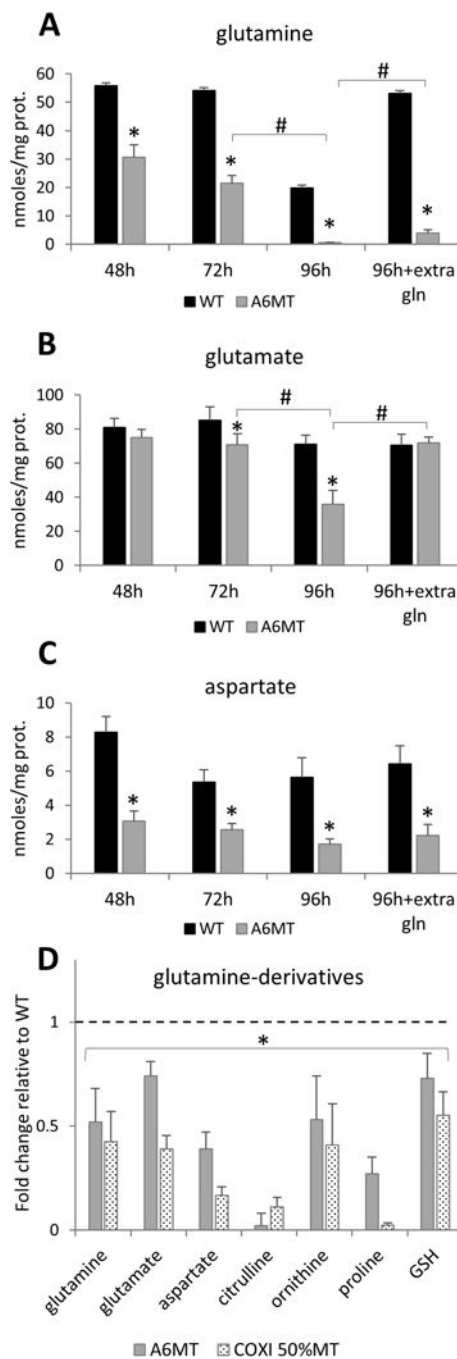 A
glutamine
nmoles/mg prot.
60
50
40
30
20
10
0
*
*
#
*
#
*
48h
72h
96h
96h+extra
gln
WT
A6MT
B
glutamate
nmoles/mg prot.
100
80
60
40
20
0
*
#
*
#
48h
72h
96h
96h+extra
gln
WT
A6MT
C
aspartate
nmoles/mg prot.
10
8
6
4
2
0
*
*
*
*
48h
72h
96h
96h+extra
gln
WT
A6MT
D
glutamine-derivatives
Fold change relative to WT
1
0.5
0
*
glutamine
glutamate
aspartate
citrulline
ornithine
proline
GSH
A6MT
COXI 50%MT